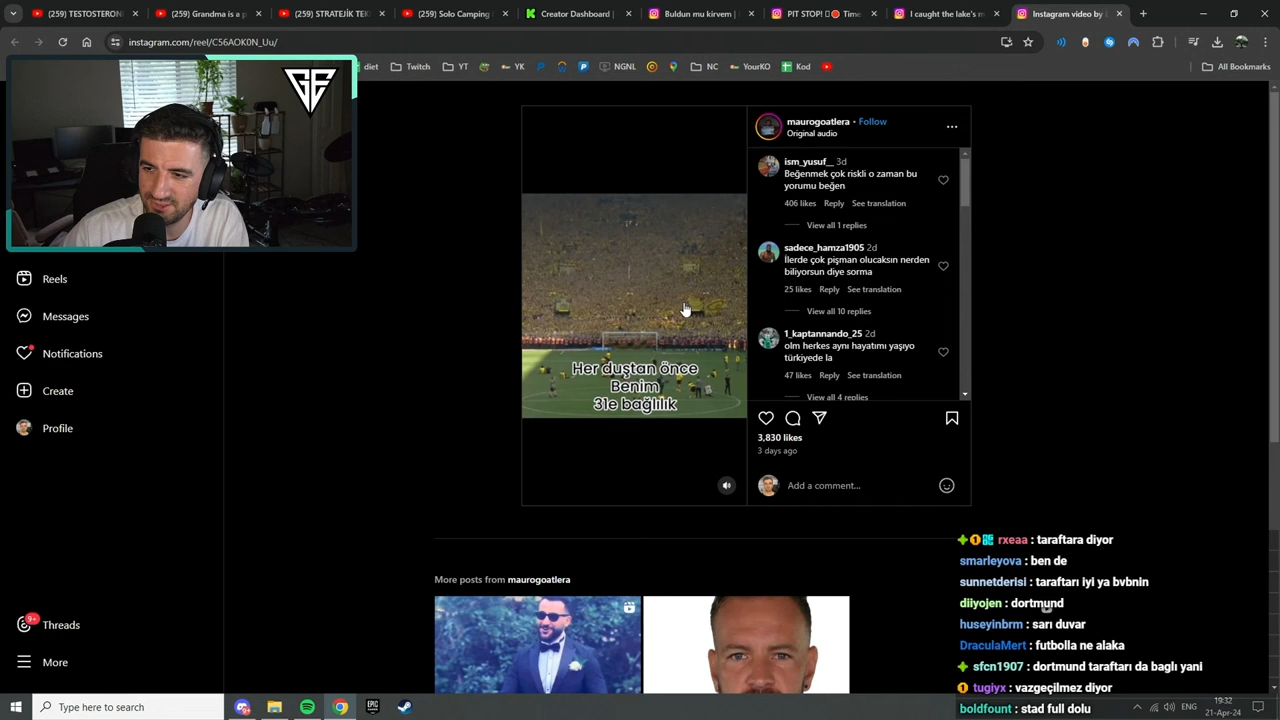 (259) TESTOSTERON
(259) Grandma is a p
(259) STRATEJİK TEK
(259) Solo Camping
Creator Dashboard |
Buldun mu kirvem
PIT STOP! Time
I caught the lake's m
Instagram video by
instagram.com/reel/C56AOK0N_Uu/
diet
Twitch
YT
YK
NC
YourKO
Kod
All Bookmarks
GE
maurogoatlera • Follow
Original audio
ism_yusuf__ 3d
Beğenmek çok riskli o zaman bu
yorumu beğen
406 likes Reply See translation
View all 1 replies
sadece_hamza1905 2d
İlerde çok pişman olucaksın nerden
biliyorsun diye sorma
25 likes Reply See translation
View all 10 replies
1_kaptannando_25 2d
olm herkes aynı hayatımı yaşıyo
türkiyede la
47 likes Reply See translation
View all 4 replies
Her duştan önce
Benim
31e bağlılık
3,830 likes
3 days ago
Add a comment...
Reels
Messages
Notifications
Create
Profile
9+
Threads
More
More posts from maurogoatlera
rxeaa : taraftara diyor
smarleyova : ben de
sunnetderisi : taraftarı iyi ya bvbnin
diiyojen : dortmund
huseyinbrm : sarı duvar
DraculaMert : futbolla ne alaka
sfcn1907 : dortmund taraftarı da baglı yani
tugiyx : vazgeçilmez diyor
boldfount : stad full dolu
Type here to search
ENG
19:32
21-Apr-24